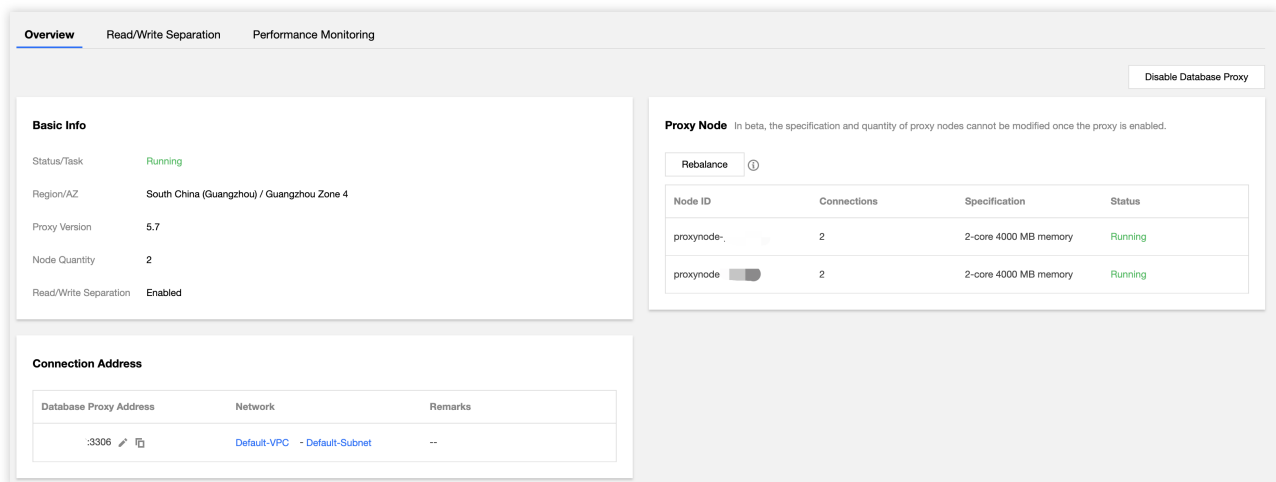 Overview Read/Write Separation Performance Monitoring
Disable Database Proxy
Basic Info
Status/Task Running
Region/AZ South China (Guangzhou) / Guangzhou Zone 4
Proxy Version 5.7
Node Quantity 2
Read/Write Separation Enabled
Proxy Node In beta, the specification and quantity of proxy nodes cannot be modified once the proxy is enabled.
Rebalance
Node ID Connections Specification Status
proxynode- 2 2-core 4000 MB memory Running
proxynode 2 2-core 4000 MB memory Running
Connection Address
Database Proxy Address Network Remarks
:3306 Default-VPC - Default-Subnet --